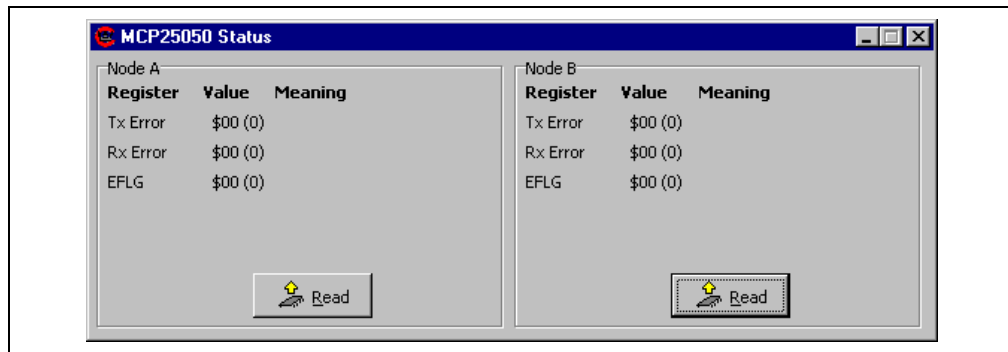 MCP25050 Status
Node A
Register Value Meaning
Tx Error $00 (0)
Rx Error $00 (0)
EFLG $00 (0)
Read
Node B
Register Value Meaning
Tx Error $00 (0)
Rx Error $00 (0)
EFLG $00 (0)
Read